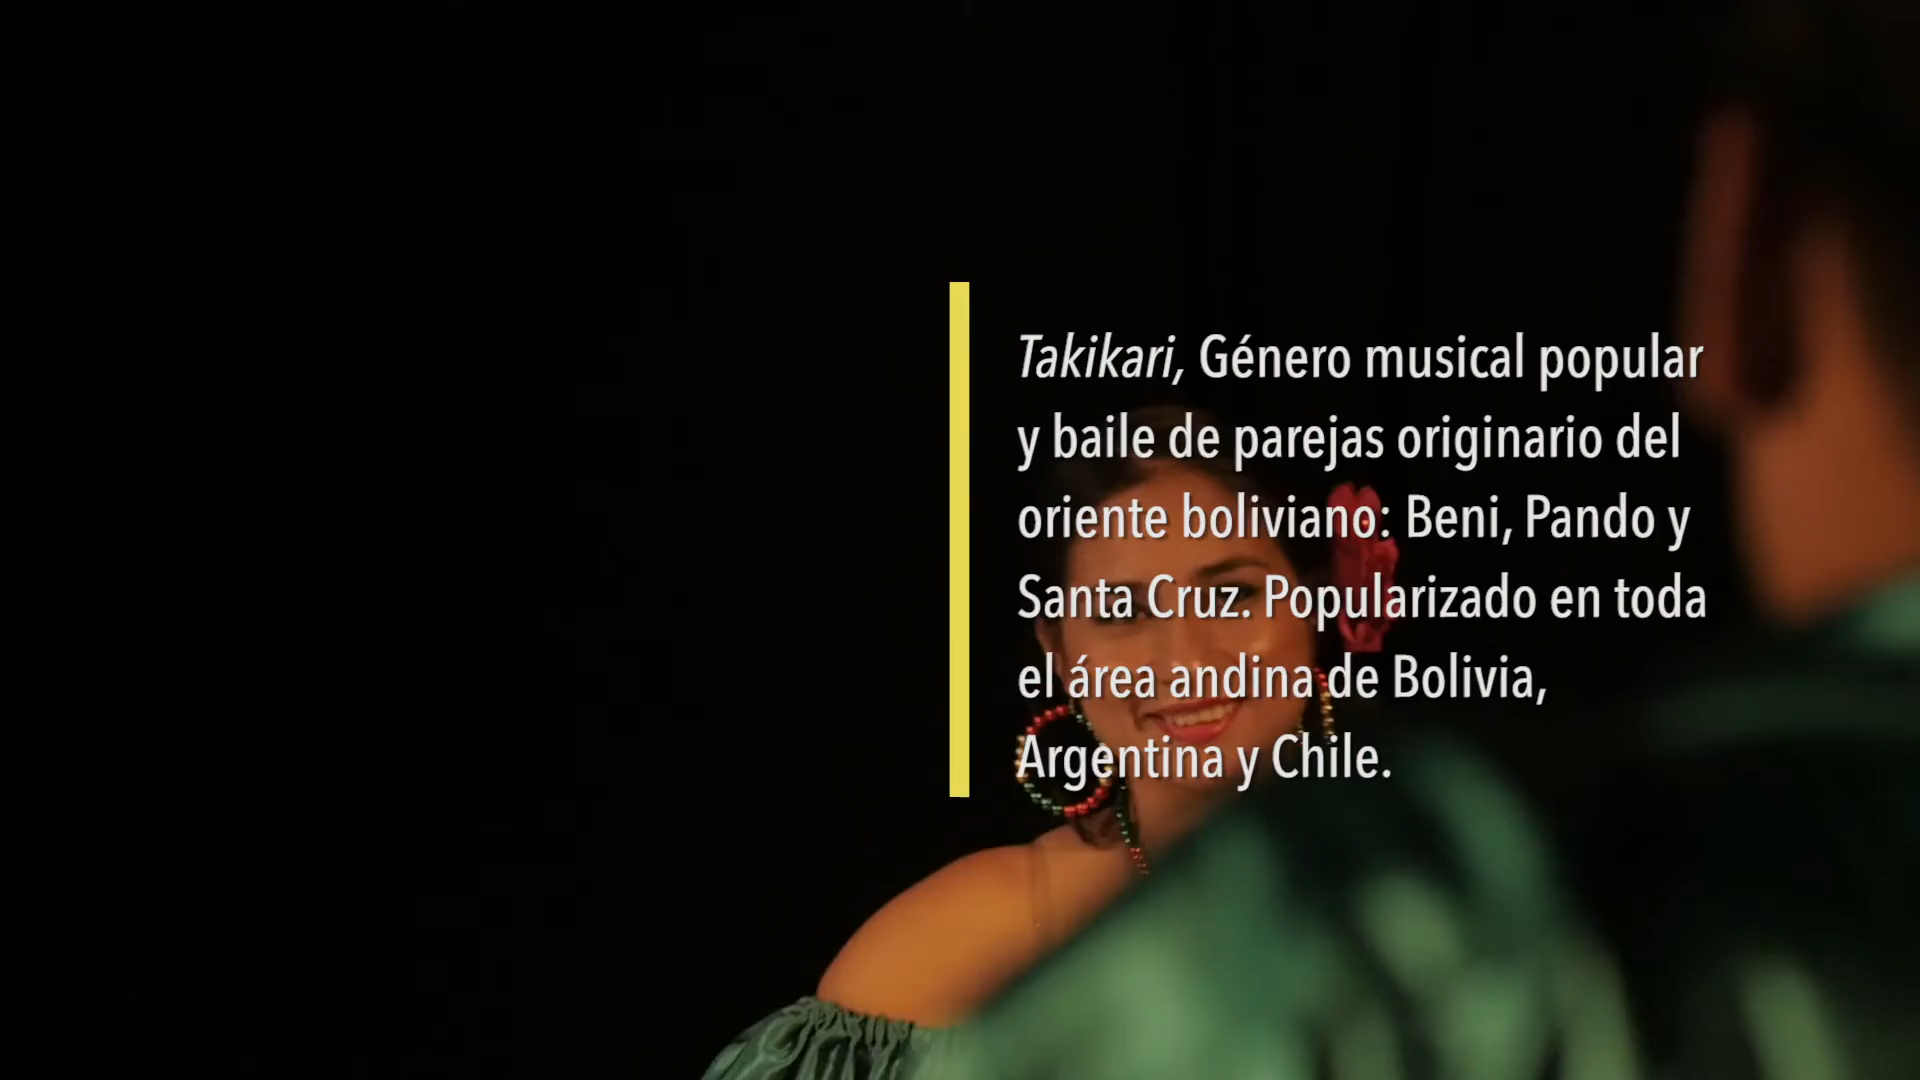 Takikari, Género musical popular
y baile de parejas originario del
oriente boliviano: Beni, Pando y
Santa Cruz. Popularizado en toda
el área andina de Bolivia,
Argentina y Chile.